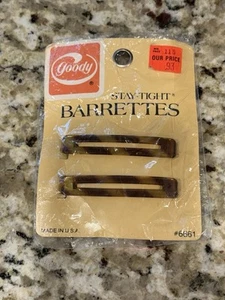 Goody
OUR PRICE
STAY-TIGHT®
BARRETTES
MADE IN U.S.A.
#6661